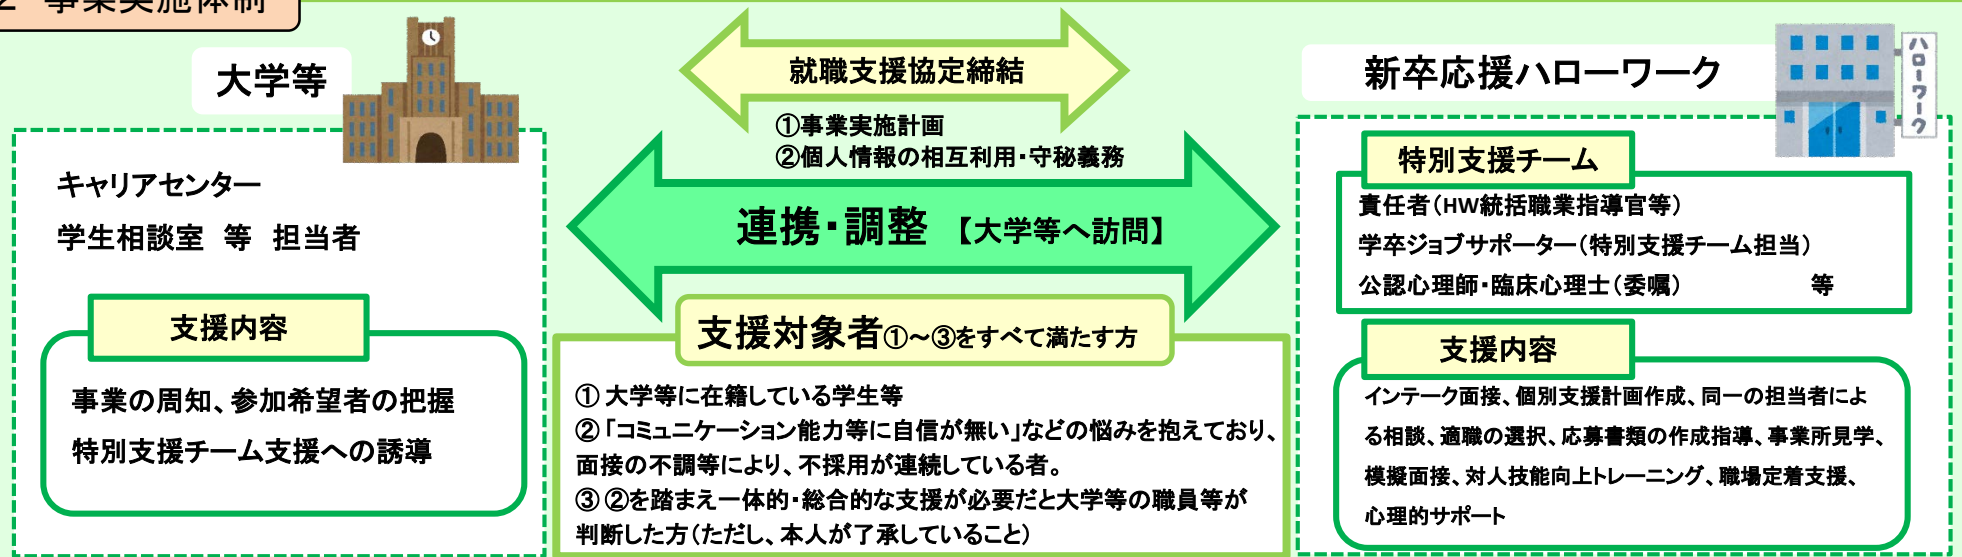 2 事業実施体制
大学等
キャリアセンター
学生相談室 等 担当者
支援内容
事業の周知、参加希望者の把握
特別支援チーム支援への誘導
就職支援協定締結
①事業実施計画
②個人情報の相互利用・守秘義務
連携・調整 【大学等へ訪問】
支援対象者①～③をすべて満たす方
① 大学等に在籍している学生等
② 「コミュニケーション能力等に自信が無い」などの悩みを抱えており、
面接の不調等により、不採用が連続している者。
③ ②を踏まえ一体的・総合的な支援が必要だと大学等の職員等が
判断した方（ただし、本人が了承していること）
新卒応援ハローワーク
ハローワーク
特別支援チーム
責任者（HW統括職業指導官等）
学卒ジョブサポーター（特別支援チーム担当）
公認心理師・臨床心理士（委嘱） 等
支援内容
インテーク面接、個別支援計画作成、同一の担当者によ
る相談、適職の選択、応募書類の作成指導、事業所見学、
模擬面接、対人技能向上トレーニング、職場定着支援、
心理的サポート